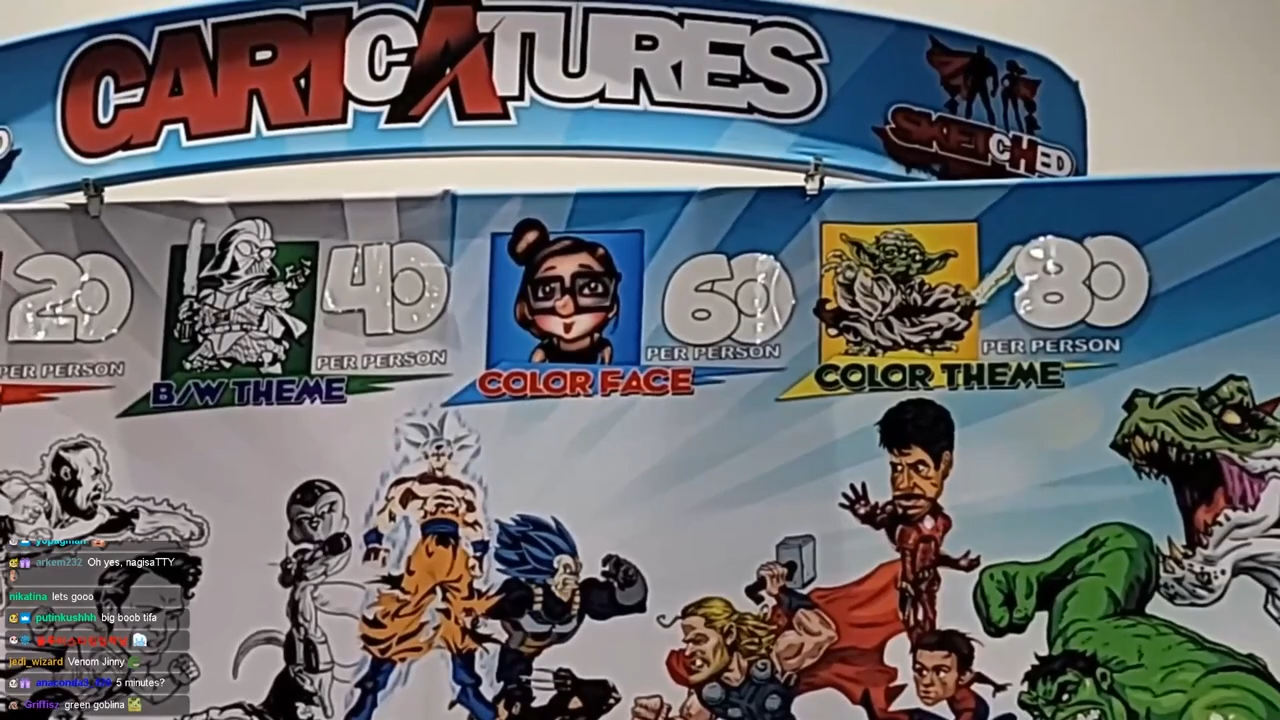 CARICATURES
SKETCHED
20
PER PERSON
40
PER PERSON
B/W THEME
60
PER PERSON
COLOR FACE
80
PER PERSON
COLOR THEME
arkem232 Oh yes, nagisaTTY
nikatina lets gooo
putinkushhh big boob tifa
jedi_wizard Venom Jinny
5 minutes?
Griffisz green goblina